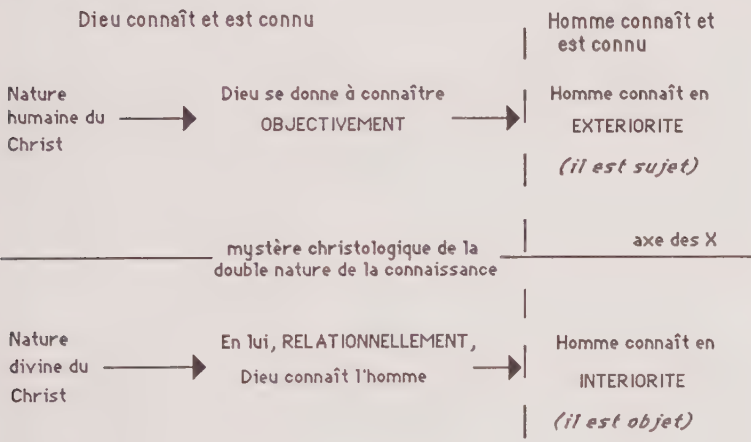 Dieu connaît et est connu
Homme connaît et
est connu
Nature
humaine du
Christ
Dieu se donne à connaître
OBJECTIVEMENT
Homme connaît en
EXTERIORITE
(il est sujet)
axe des X
mystère christologique de la
double nature de la connaissance
Nature
divine du
Christ
En lui, RELATIONNELLEMENT,
Dieu connaît l'homme
Homme connaît en
INTERIORITE
(il est objet)